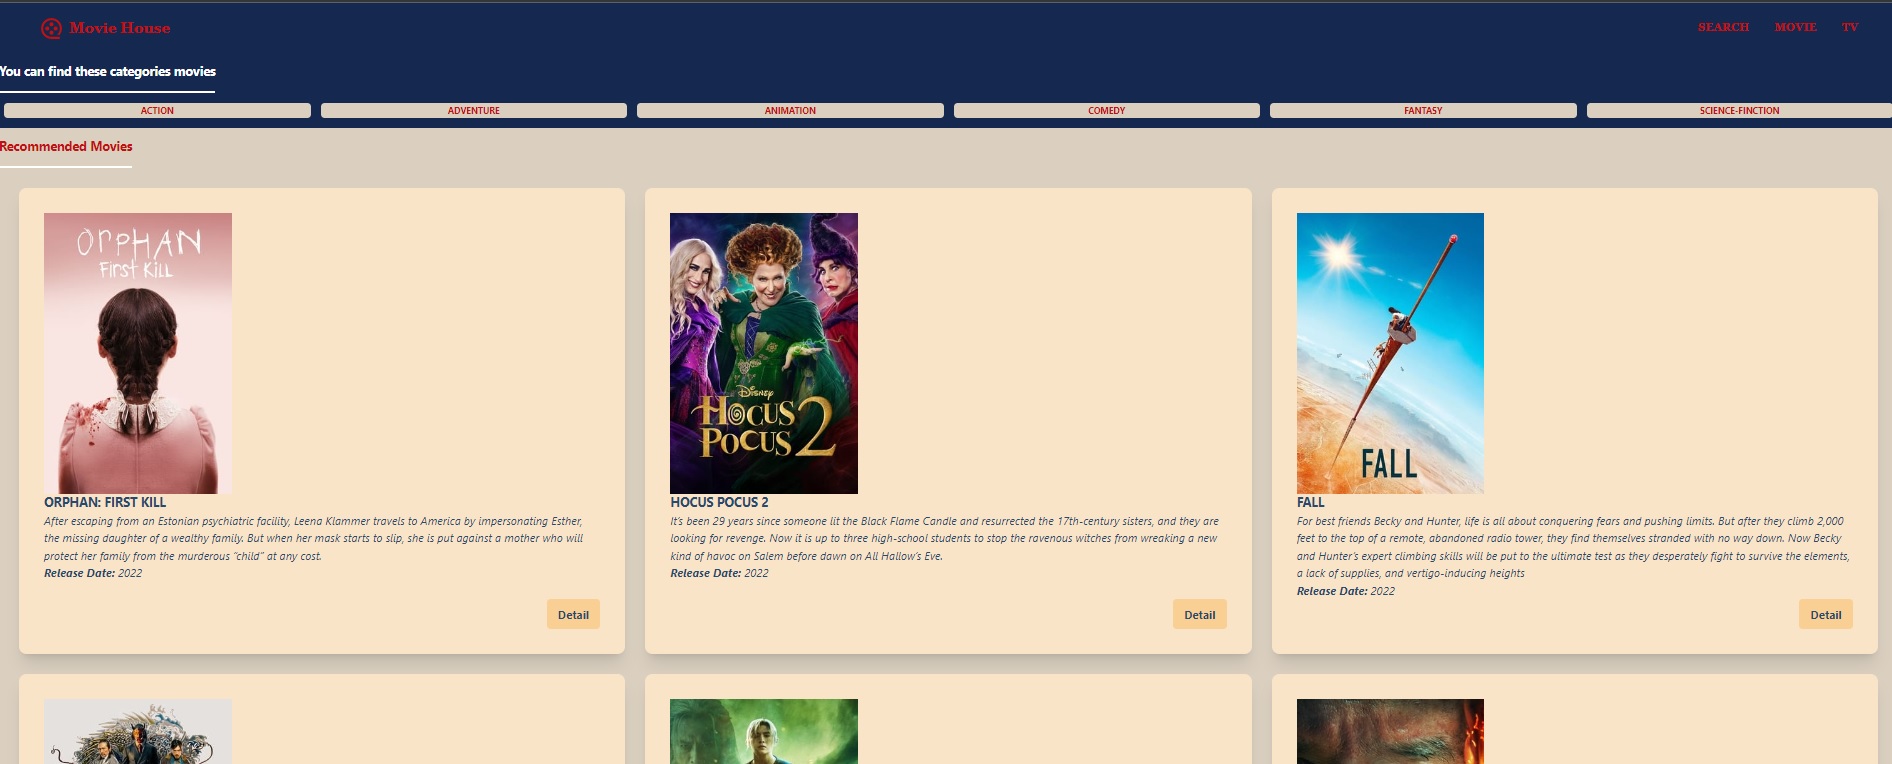 Movie House
SEARCH MOVIE TV
You can find these categories movies
ACTION ADVENTURE ANIMATION COMEDY FANTASY SCIENCE-FINCTION
Recommended Movies
ORPHAN
First Kill
ORPHAN: FIRST KILL
After escaping from an Estonian psychiatric facility, Leena Klammer travels to America by impersonating Esther,
the missing daughter of a wealthy family. But when her mask starts to slip, she is put against a mother who will
protect her family from the murderous “child” at any cost.
Release Date: 2022
Detail
Disney
Hocus
Pocus 2
HOCUS POCUS 2
It’s been 29 years since someone lit the Black Flame Candle and resurrected the 17th-century sisters, and they are
looking for revenge. Now it is up to three high-school students to stop the ravenous witches from wreaking a new
kind of havoc on Salem before dawn on All Hallow’s Eve.
Release Date: 2022
Detail
FALL
FALL
For best friends Becky and Hunter, life is all about conquering fears and pushing limits. But after they climb 2,000
feet to the top of a remote, abandoned radio tower, they find themselves stranded with no way down. Now Becky
and Hunter’s expert climbing skills will be put to the ultimate test as they desperately fight to survive the elements,
a lack of supplies, and vertigo-inducing heights
Release Date: 2022
Detail